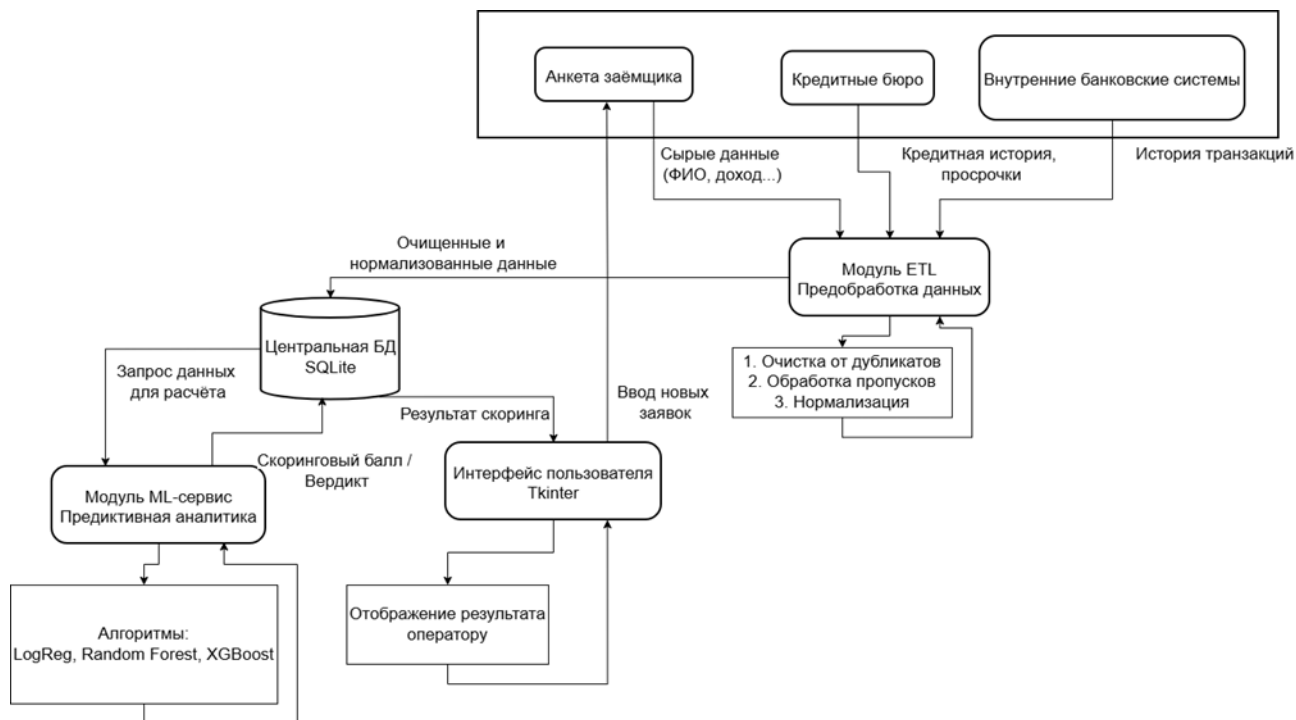 Анкета заёмщика
Кредитные бюро
Внутренние банковские системы
Сырые данные
(ФИО, доход...)
Кредитная история,
просрочки
История транзакций
Очищенные и
нормализованные данные
Модуль ETL
Предобработка данных
Центральная БД
SQLite
1. Очистка от дубликатов
2. Обработка пропусков
3. Нормализация
Запрос данных
для расчёта
Результат скоринга
Ввод новых
заявок
Скоринговый балл /
Вердикт
Интерфейс пользователя
Tkinter
Модуль ML-сервис
Предиктивная аналитика
Отображение результата
оператору
Алгоритмы:
LogReg, Random Forest, XGBoost